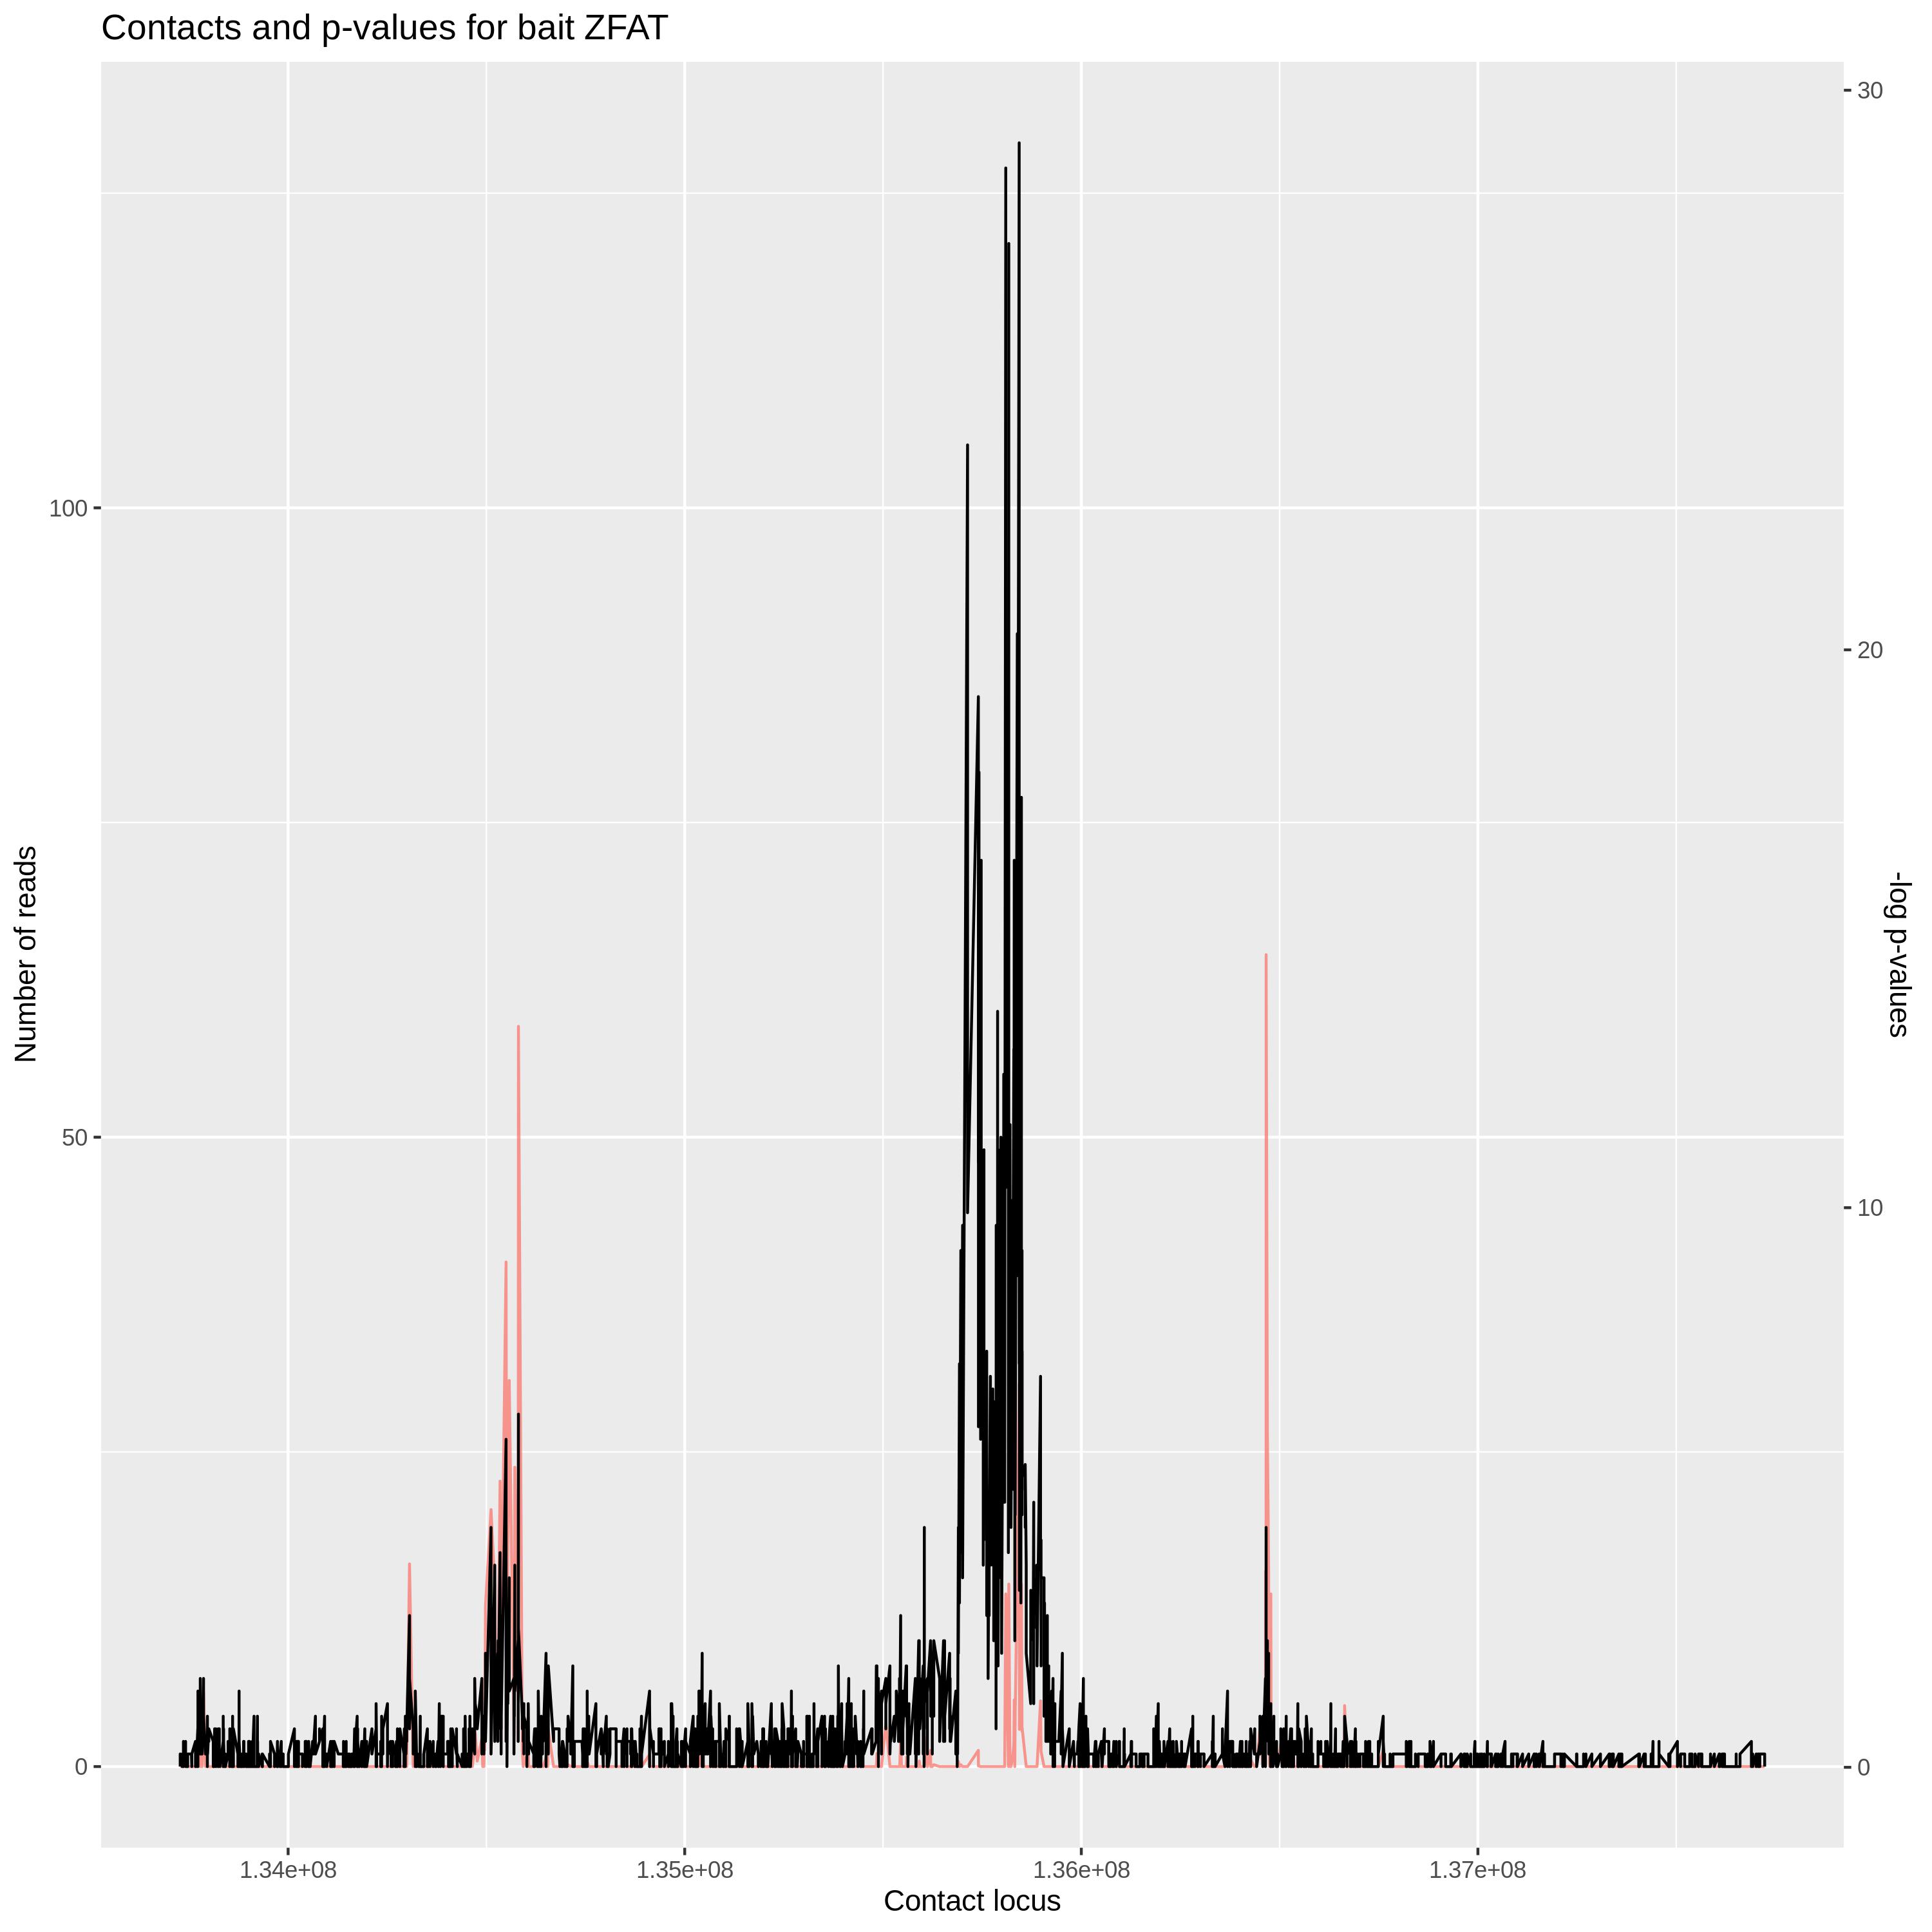 Contacts and p-values for bait ZFAT
30
20
10
0
100
50
0
Number of reads
-log p-values
1.34e+08
1.35e+08
1.36e+08
1.37e+08
Contact locus